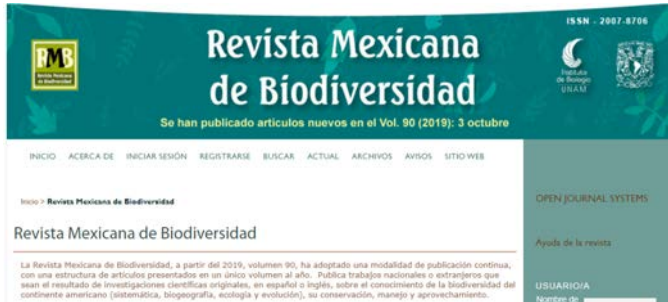 ISSN - 2007-8706
RMB
Revista Mexicana
de Biodiversidad
Revista Mexicana
de Biodiversidad
Instituto
de Biología
UNAM
Se han publicado artículos nuevos en el Vol. 90 (2019): 3 octubre
INICIO ACERCA DE INICIAR SESIÓN REGISTRARSE BUSCAR ACTUAL ARCHIVOS AVISOS SITIO WEB
OPEN JOURNAL SYSTEMS
Inicio > Revista Mexicana de Biodiversidad
Revista Mexicana de Biodiversidad
Ayuda de la revista
La Revista Mexicana de Biodiversidad, a partir del 2019, volumen 90, ha adoptado una modalidad de publicación continua,
con una estructura de artículos presentados en un único volumen al año. Publica trabajos nacionales o extranjeros que
sean el resultado de investigaciones científicas originales, en español o inglés, sobre el conocimiento de la biodiversidad del
continente americano (sistemática, biogeografía, ecología y evolución), su conservación, manejo y aprovechamiento.
USUARIO/A
Nombre de